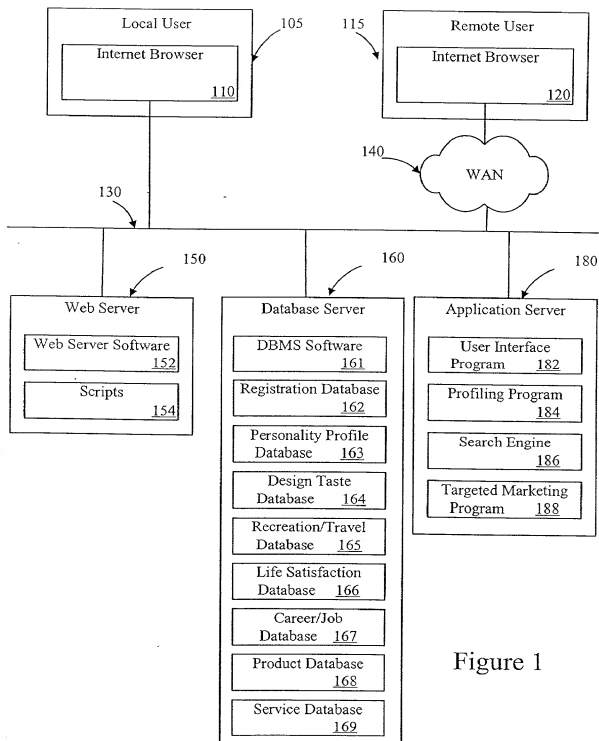 Local User
Internet Browser
110
105
115
Remote User
Internet Browser
120
140
WAN
130
150
Web Server
Web Server Software
152
Scripts
154
160
Database Server
DBMS Software
161
Registration Database
162
Personality Profile
Database 163
Design Taste
Database 164
Recreation/Travel
Database 165
Life Satisfaction
Database 166
Career/Job
Database 167
Product Database
168
Service Database
169
180
Application Server
User Interface
Program 182
Profiling Program
184
Search Engine
186
Targeted Marketing
Program 188
Figure 1